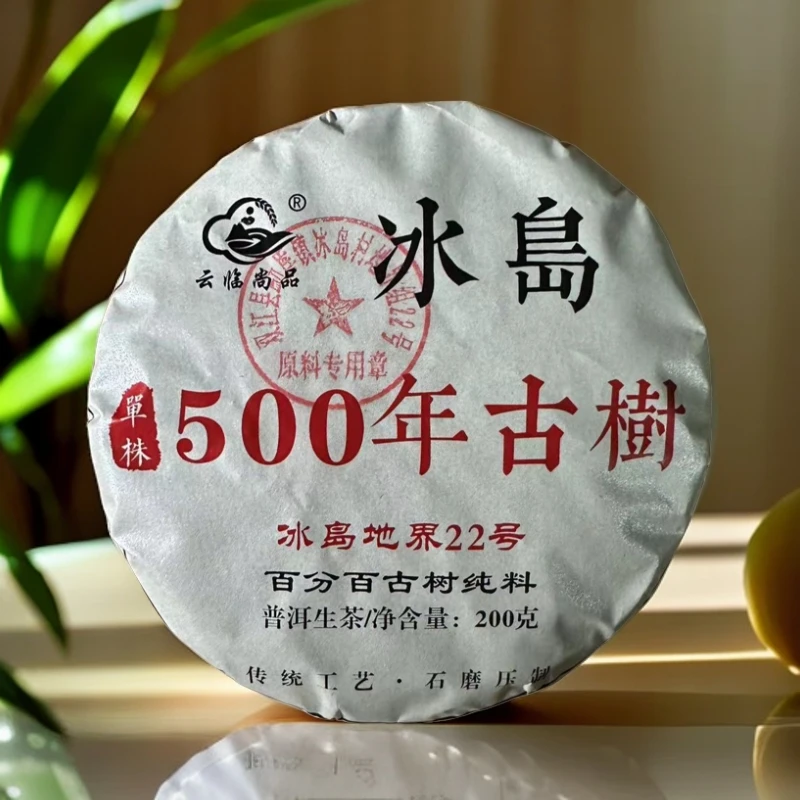 冰島
®
云临尚品
原料专用章
單株
500年古樹
冰岛地界22号
百分百古树纯料
普洱生茶/净含量：200克
传统工艺·石磨压制